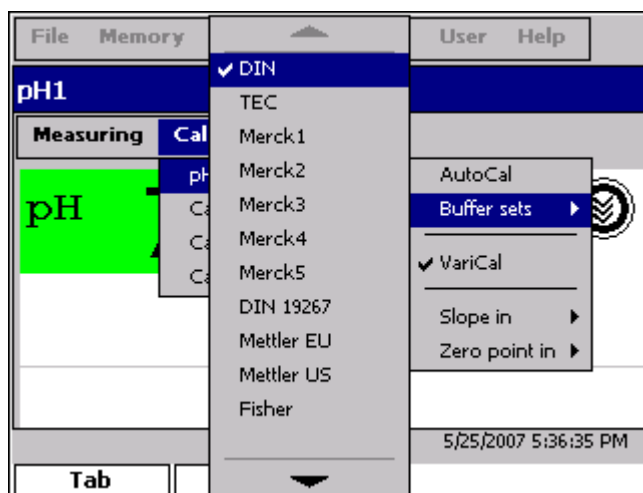 File Memory User Help
pH1
Measuring Cal
pH
AutoCal
Buffer sets
VariCal
Slope in
Zero point in
DIN
TEC
Merck1
Merck2
Merck3
Merck4
Merck5
DIN 19267
Mettler EU
Mettler US
Fisher
pH
Ca
Ca
Ca
5/25/2007 5:36:35 PM
Tab